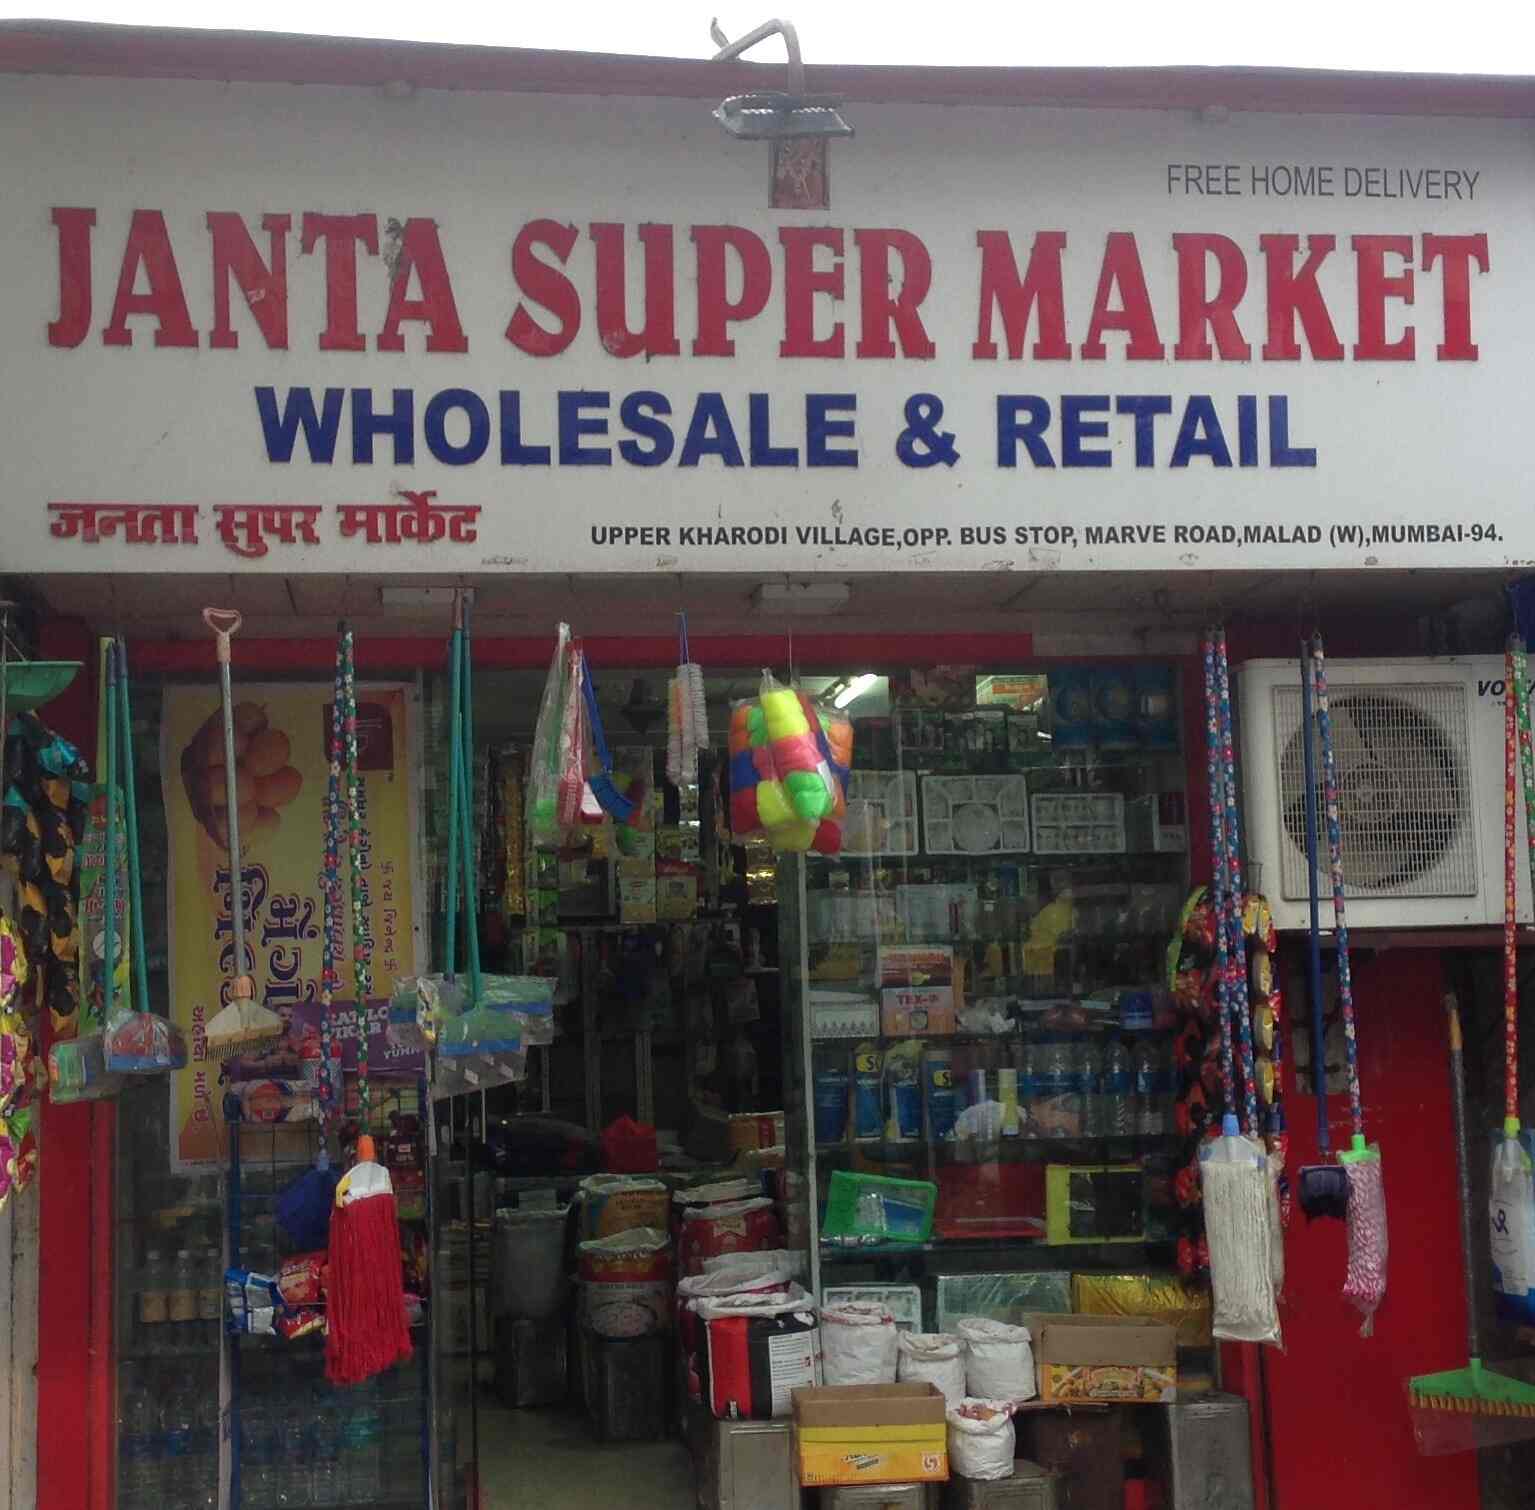 FREE HOME DELIVERY
JANTA SUPER MARKET
WHOLESALE & RETAIL
जनता सुपर मार्केट
UPPER KHARODI VILLAGE,OPP. BUS STOP, MARVE ROAD,MALAD (W),MUMBAI-94.
TEX-